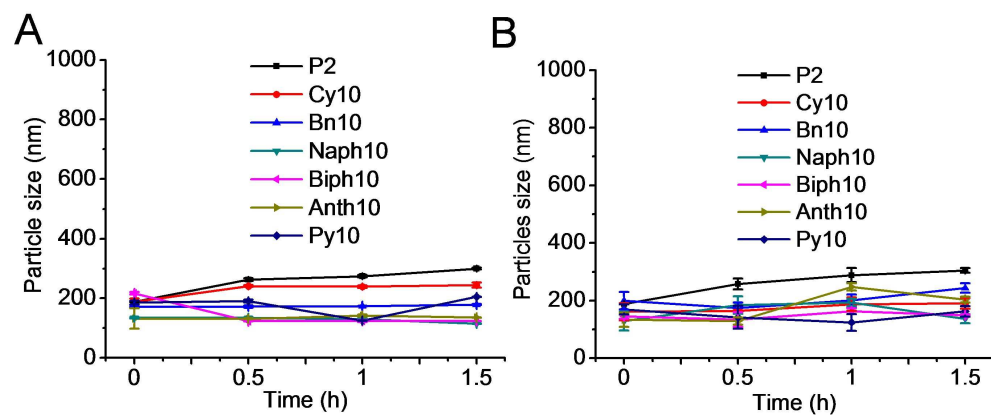 A
Particle size (nm)
1000
800
600
400
200
0
P2
Cy10
Bn10
Naph10
Biph10
Anth10
Py10
0
0.5
1
1.5
Time (h)
B
Particles size (nm)
1000
800
600
400
200
0
P2
Cy10
Bn10
Naph10
Biph10
Anth10
Py10
0
0.5
1
1.5
Time (h)